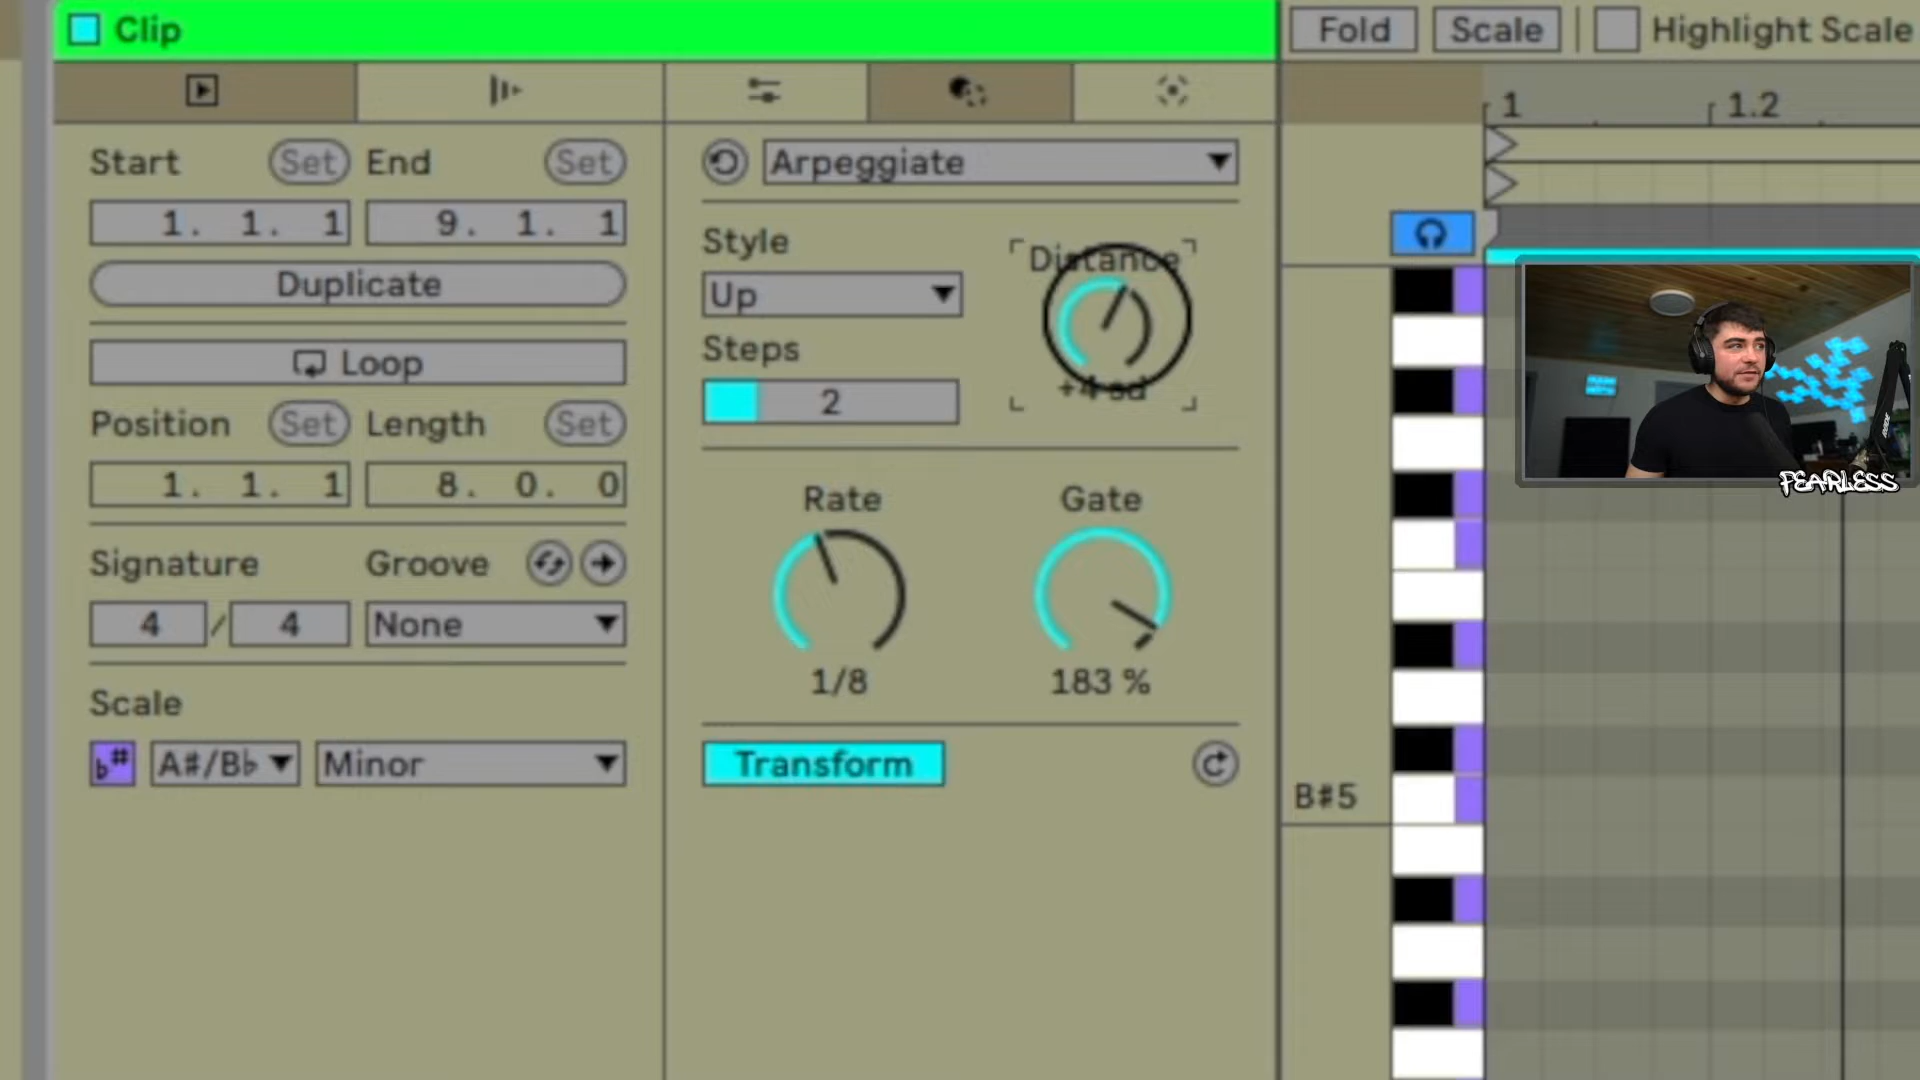 Clip
Fold Scale Highlight Scale
1 1.2
Start Set End Set
1. 1. 1 9. 1. 1
Duplicate
Loop
Position Set Length Set
1. 1. 1 8. 0. 0
Signature Groove
4 / 4 None
Scale
b# A#/Bb Minor
Arpeggiate
Style
Up
Distance
+4 sd
Steps
2
Rate Gate
1/8 183 %
Transform
B#5
FEARLESS